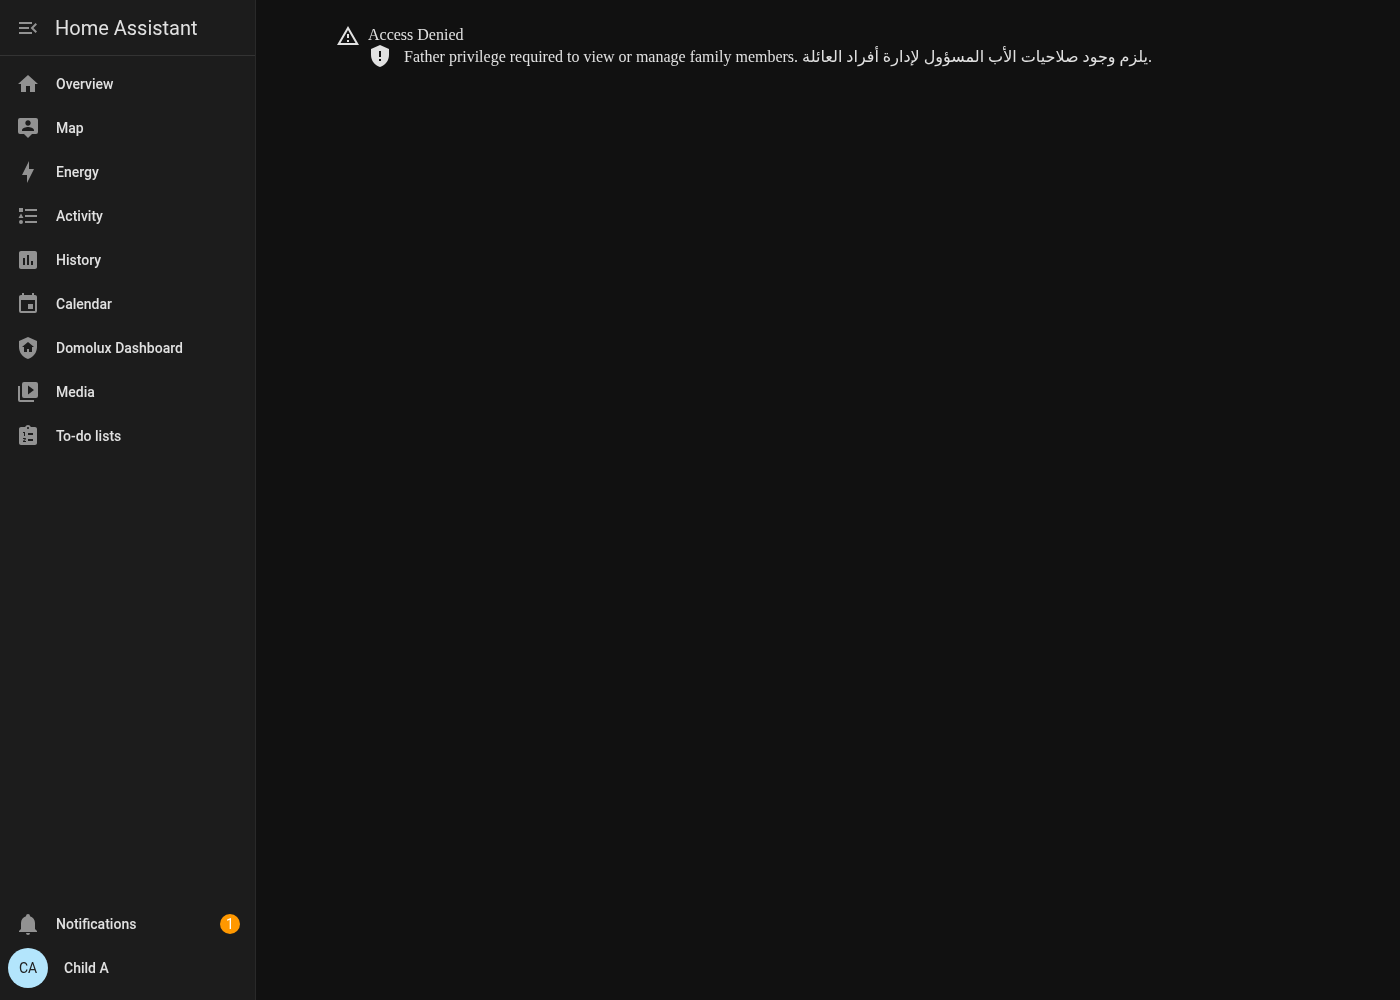 Home Assistant
Overview
Map
Energy
Activity
History
Calendar
Domolux Dashboard
Media
To-do lists
Notifications
1
CA
Child A
Access Denied
Father privilege required to view or manage family members. يلزم وجود صلاحيات الأب المسؤول لإدارة أفراد العائلة.